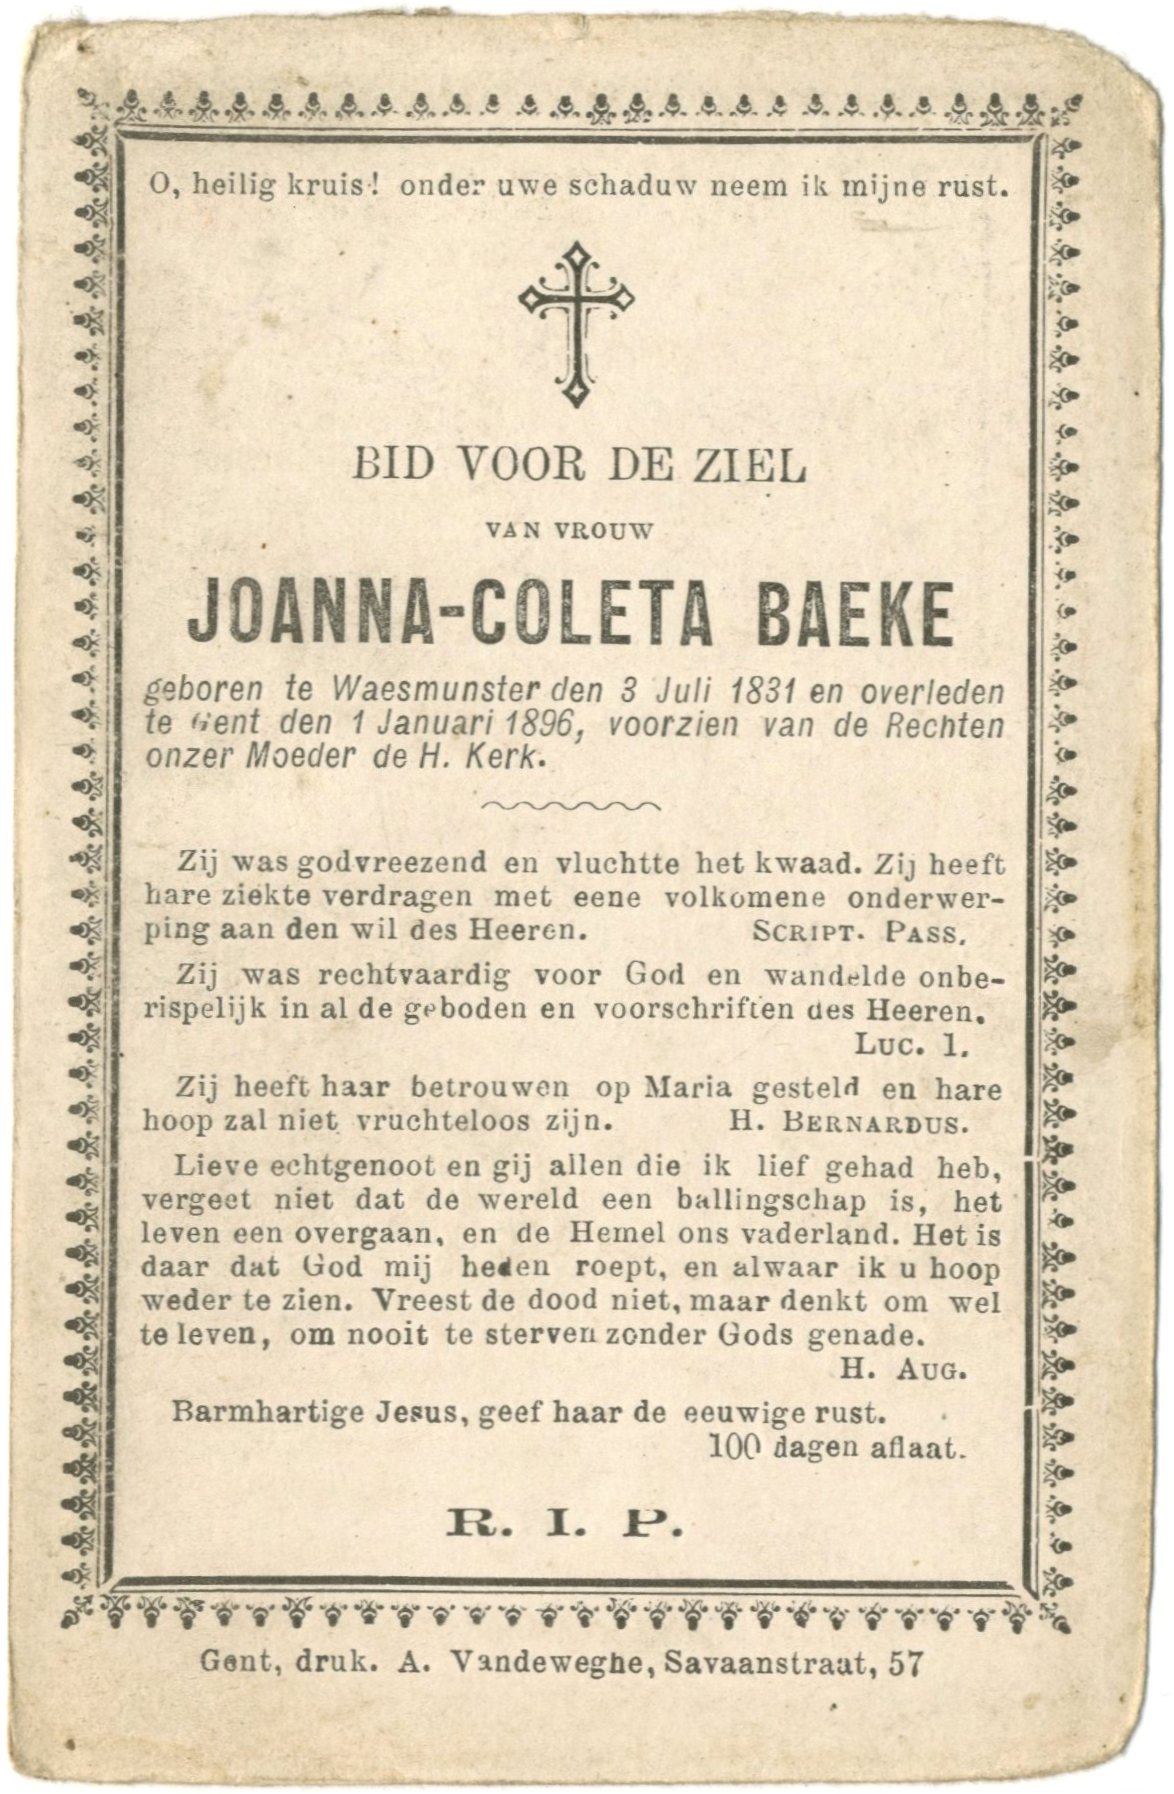 O, heilig kruis! onder uwe schaduw neem ik mijne rust.
BID VOOR DE ZIEL
VAN VROUW
JOANNA-COLETA BAEKE
geboren te Waesmunster den 3 Juli 1831 en overleden
te Gent den 1 Januari 1896, voorzien van de Rechten
onzer Moeder de H. Kerk.
Zij was godvreezend en vluchtte het kwaad. Zij heeft
hare ziekte verdragen met eene volkomene onderwer-
ping aan den wil des Heeren. SCRIPT. PASS.
Zij was rechtvaardig voor God en wandelde onbe-
rispelijk in al de geboden en voorschriften des Heeren.
LUC. 1.
Zij heeft haar betrouwen op Maria gesteld en hare
hoop zal niet vruchteloos zijn. H. BERNARDUS.
Lieve echtgenoot en gij allen die ik lief gehad heb,
vergeet niet dat de wereld een ballingschap is, het
leven een overgaan, en de Hemel ons vaderland. Het is
daar dat God mij heden roept, en alwaar ik u hoop
weder te zien. Vreest de dood niet, maar denkt om wel
te leven, om nooit te sterven zonder Gods genade.
H. AUG.
Barmhartige Jesus, geef haar de eeuwige rust.
100 dagen aflaat.
R. I. P.
Gent, druk. A. Vandeweghe, Savaanstraat, 57